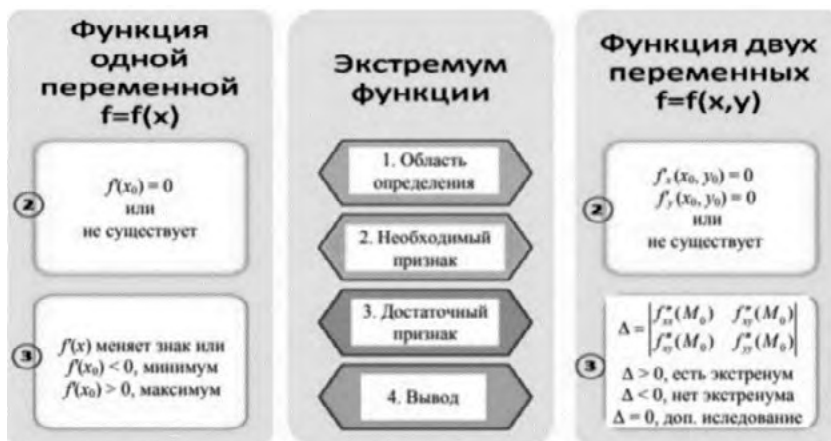 Функция
одной
переменной
f=f(x)
②
f'(x₀) = 0
или
не существует
③
f'(x) меняет знак или
f'(x₀) < 0, минимум
f'(x₀) > 0, максимум
Экстремум
функции
1. Область
определения
2. Необходимый
признак
3. Достаточный
признак
4. Вывод
Функция двух
переменных
f=f(x,y)
②
f'ₓ (x₀, y₀) = 0
f'ᵧ (x₀, y₀) = 0
или
не существует
③
Δ = |f″ₓₓ(M₀) f″ₓᵧ(M₀)|
|f″ₓᵧ(M₀) f″ᵧᵧ(M₀)|
Δ > 0, есть экстренум
Δ < 0, нет экстренума
Δ = 0, доп. иследование